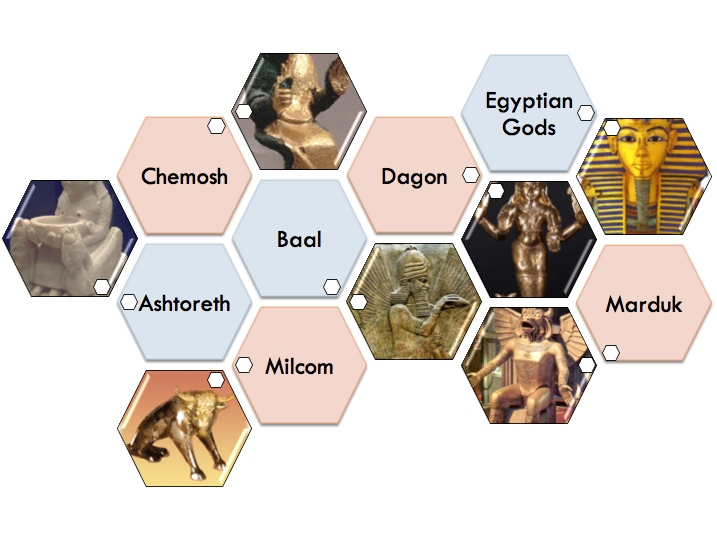 Egyptian
Gods
Chemosh
Dagon
Baal
Ashtoreth
Marduk
Milcom